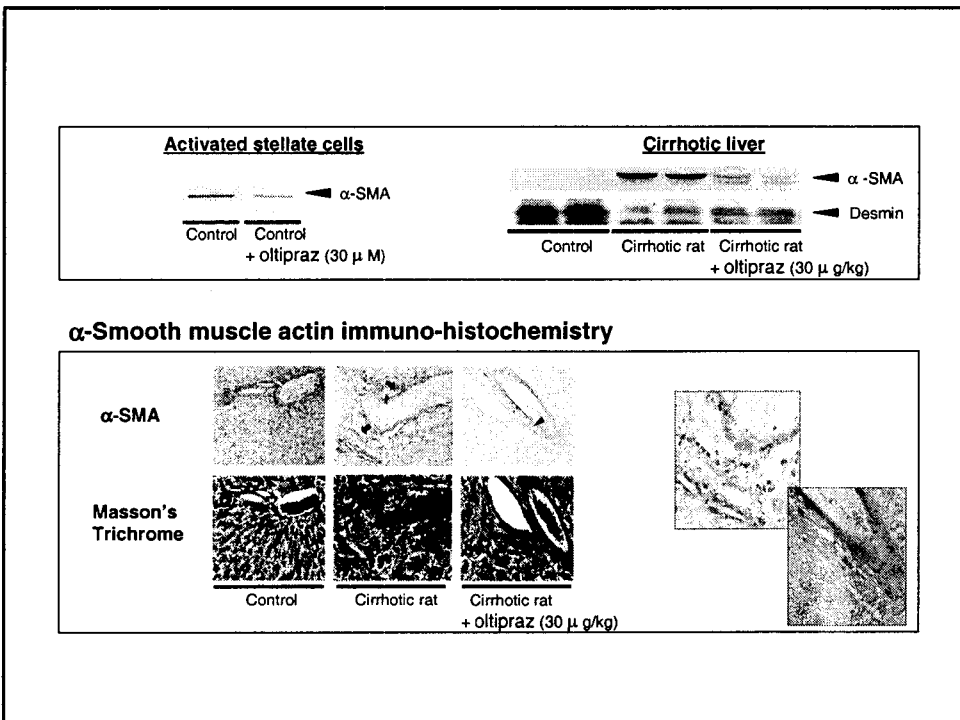 Activated stellate cells
α-SMA
Control
Control
+ oltipraz (30 μ M)
Cirrhotic liver
α -SMA
Desmin
Control
Cirrhotic rat
Cirrhotic rat
+ oltipraz (30 μ g/kg)
α-Smooth muscle actin immuno-histochemistry
α-SMA
Masson's
Trichrome
Control
Cirrhotic rat
Cirrhotic rat
+ oltipraz (30 μ g/kg)